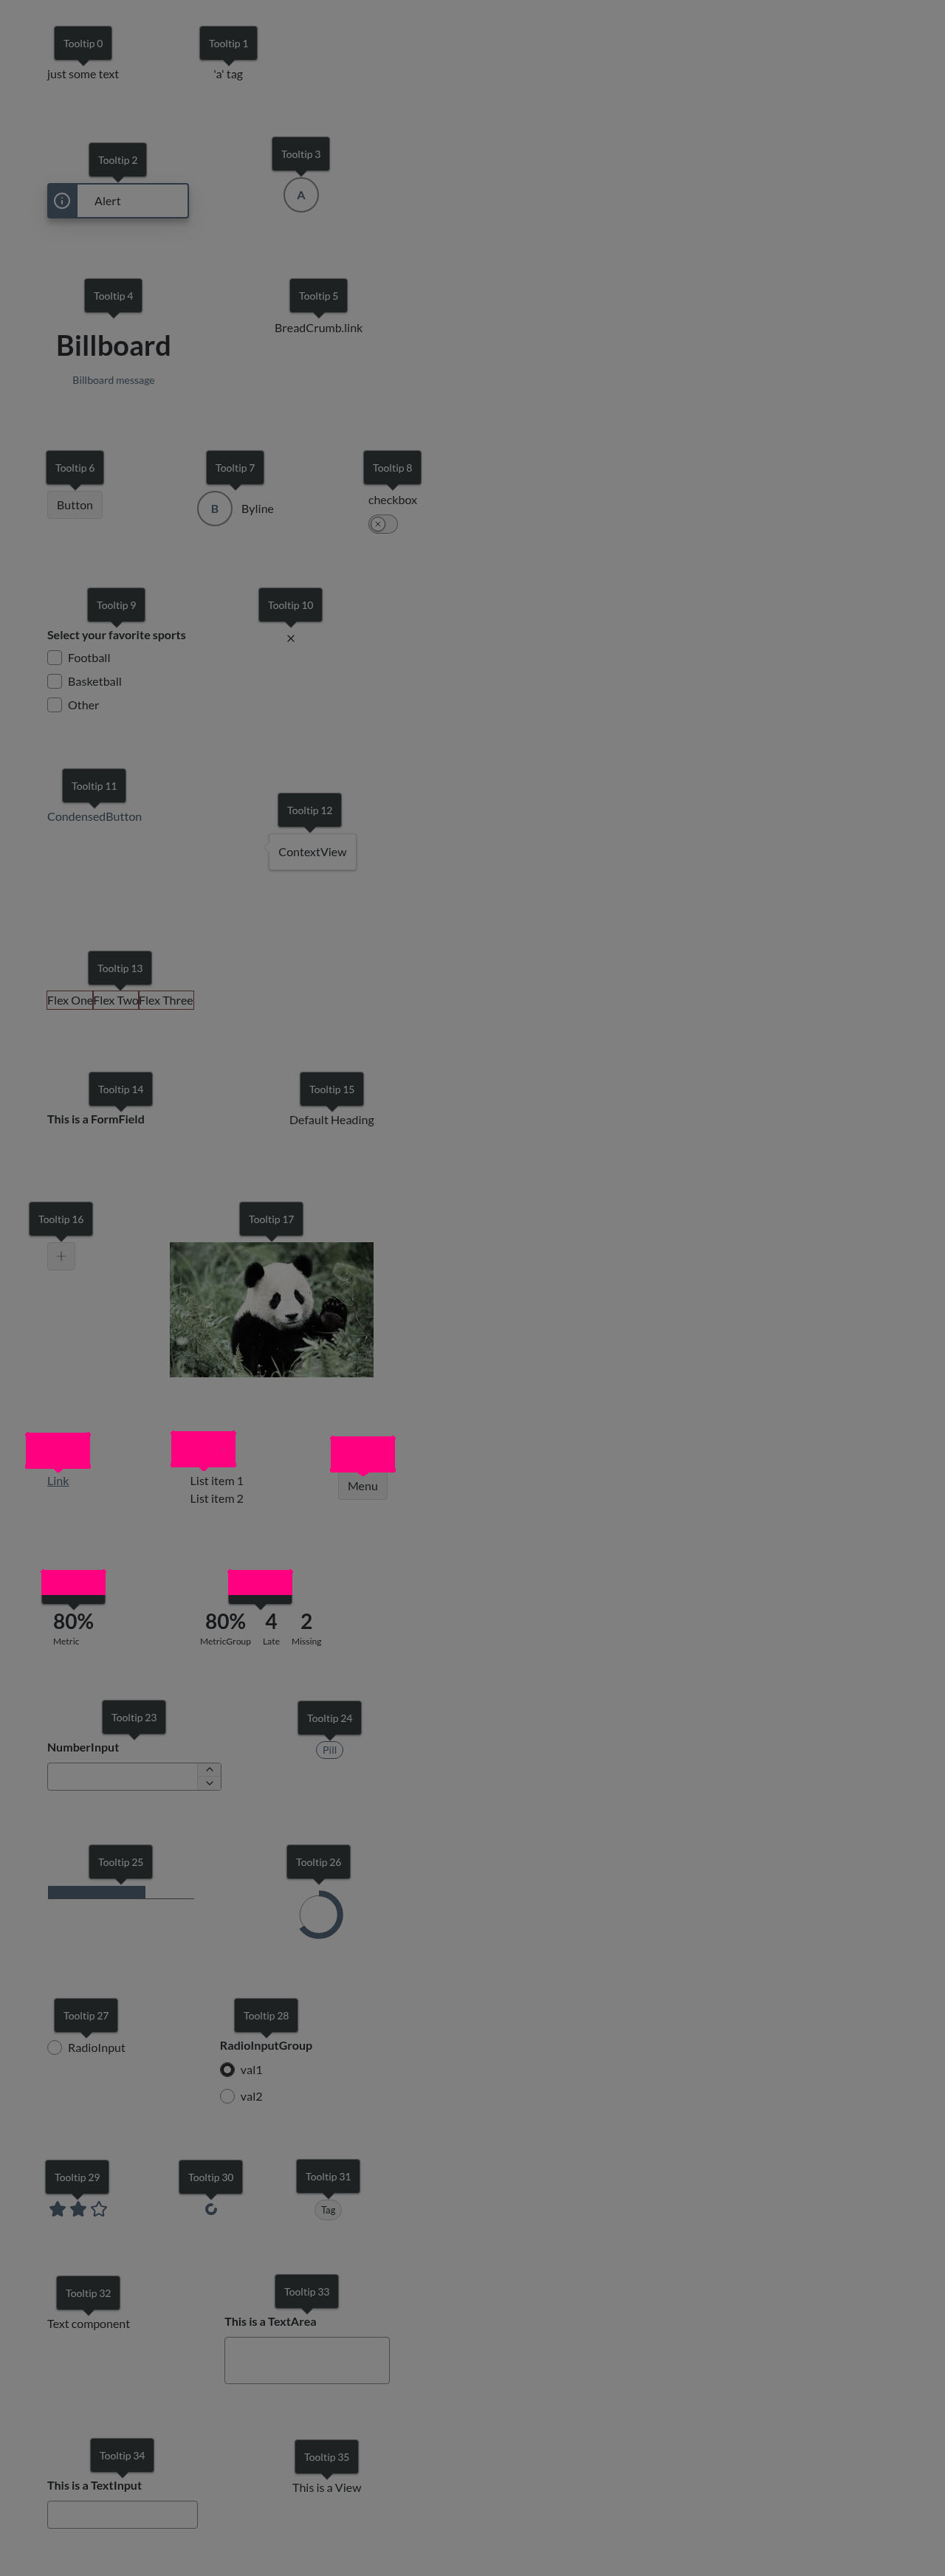 Tooltip 0
Tooltip 1
just some text
'a' tag
Tooltip 2
Tooltip 3
Alert
A
Tooltip 4
Tooltip 5
Billboard
BreadCrumb.link
Billboard message
Tooltip 6
Tooltip 7
Tooltip 8
Button
B
Byline
checkbox
Tooltip 9
Tooltip 10
Select your favorite sports
Football
Basketball
Other
Tooltip 11
CondensedButton
Tooltip 12
ContextView
Tooltip 13
Flex One
Flex Two
Flex Three
Tooltip 14
Tooltip 15
This is a FormField
Default Heading
Tooltip 16
Tooltip 17
Link
List item 1
List item 2
Menu
80%
Metric
80%
4
2
MetricGroup
Late
Missing
Tooltip 23
Tooltip 24
NumberInput
Pill
Tooltip 25
Tooltip 26
Tooltip 27
Tooltip 28
RadioInput
RadioInputGroup
val1
val2
Tooltip 29
Tooltip 30
Tooltip 31
Tag
Tooltip 32
Tooltip 33
Text component
This is a TextArea
Tooltip 34
Tooltip 35
This is a TextInput
This is a View